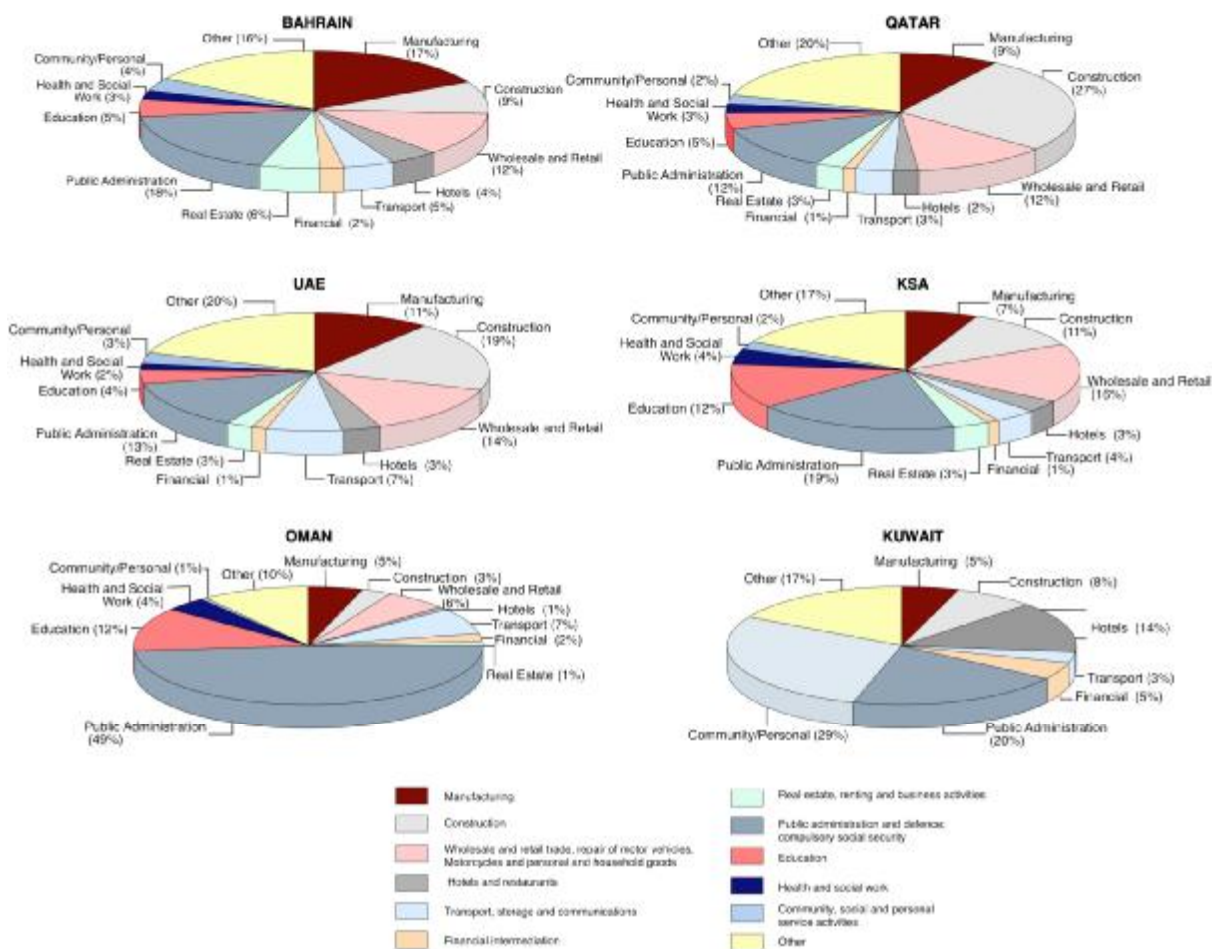 BAHRAIN
Other (16%)
Manufacturing
(17%)
Community/Personal
(4%)
Health and Social
Work (3%)
Education (5%)
Construction
(9%)
Wholesale and Retail
(12%)
Public Administration
(18%)
Hotels (4%)
Transport (5%)
Real Estate (6%)
Financial (2%)
QATAR
Other (20%)
Manufacturing
(9%)
Construction
(27%)
Community/Personal (2%)
Health and Social
Work (3%)
Education (5%)
Public Administration
(12%)
Wholesale and Retail
(12%)
Real Estate (3%)
Hotels (2%)
Financial (1%)
Transport (3%)
UAE
Other (20%)
Manufacturing
(11%)
Construction
(19%)
Community/Personal
(3%)
Health and Social
Work (2%)
Education (4%)
Public Administration
(13%)
Wholesale and Retail
(14%)
Real Estate (3%)
Hotels (3%)
Financial (1%)
Transport (7%)
KSA
Other (17%)
Manufacturing
(7%)
Community/Personal (2%)
Construction
(11%)
Health and Social
Work (4%)
Wholesale and Retail
(16%)
Education (12%)
Hotels (3%)
Public Administration
(19%)
Transport (4%)
Real Estate (3%)
Financial (1%)
OMAN
Manufacturing (5%)
Community/Personal (1%)
Other (10%)
Construction (3%)
Health and Social
Work (4%)
Wholesale and Retail
(6%)
Hotels (1%)
Education (12%)
Transport (7%)
Financial (2%)
Real Estate (1%)
Public Administration
(49%)
KUWAIT
Manufacturing (5%)
Other (17%)
Construction (8%)
Hotels (14%)
Transport (3%)
Financial (5%)
Public Administration
(20%)
Community/Personal (29%)
Manufacturing
Construction
Wholesale and retail trade, repair of motor vehicles,
Motorcycles and personal and household goods
Hotels and restaurants
Transport, storage and communications
Financial intermediation
Real estate, renting and business activities
Public administration and defence;
compulsory social security
Education
Health and social work
Community, social and personal
service activities
Other